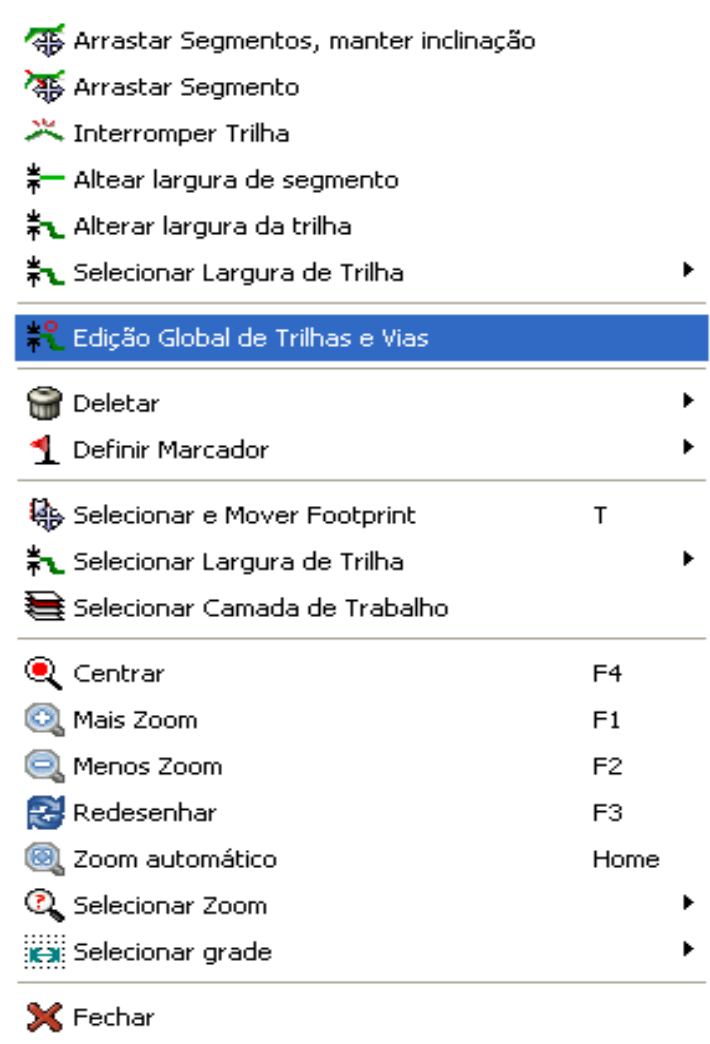 Arrastar Segmentos, manter inclinação
Arrastar Segmento
Interromper Trilha
Altear largura de segmento
Alterar largura da trilha
Selecionar Largura de Trilha
Edição Global de Trilhas e Vias
Deletar
Definir Marcador
Selecionar e Mover Footprint T
Selecionar Largura de Trilha
Selecionar Camada de Trabalho
Centrar F4
Mais Zoom F1
Menos Zoom F2
Redesenhar F3
Zoom automático Home
Selecionar Zoom
Selecionar grade
Fechar